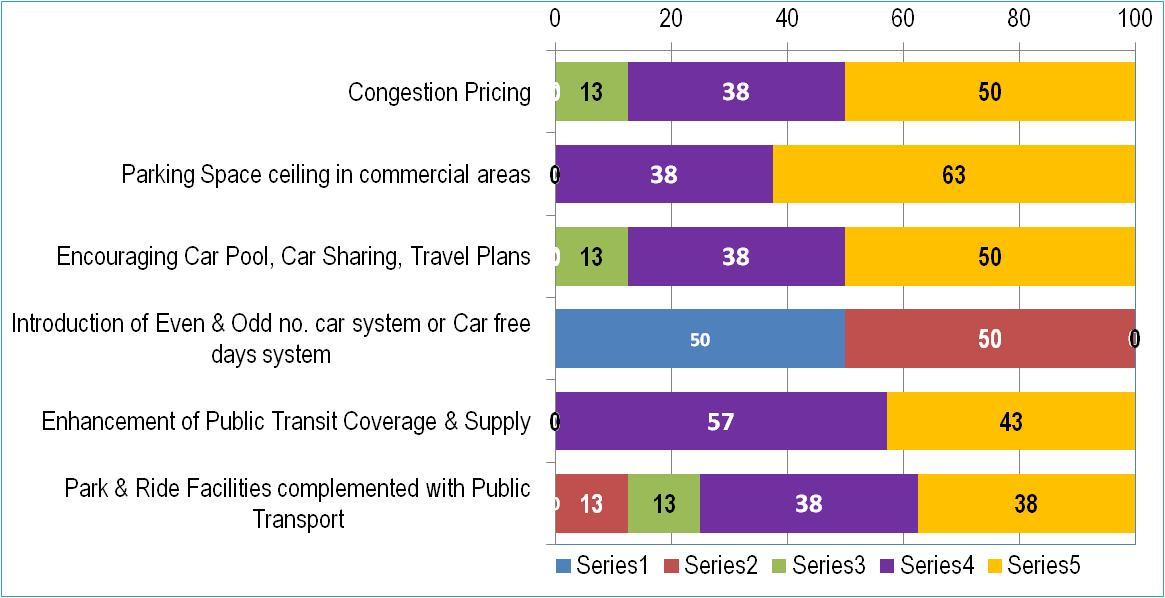 0 20 40 60 80 100
Congestion Pricing 0 13 38 50
Parking Space ceiling in commercial areas 0 38 63
Encouraging Car Pool, Car Sharing, Travel Plans 0 13 38 50
Introduction of Even & Odd no. car system or Car free
days system
50 50 0
Enhancement of Public Transit Coverage & Supply 0 57 43
Park & Ride Facilities complemented with Public
Transport
0 13 13 38 38
Series1 Series2 Series3 Series4 Series5